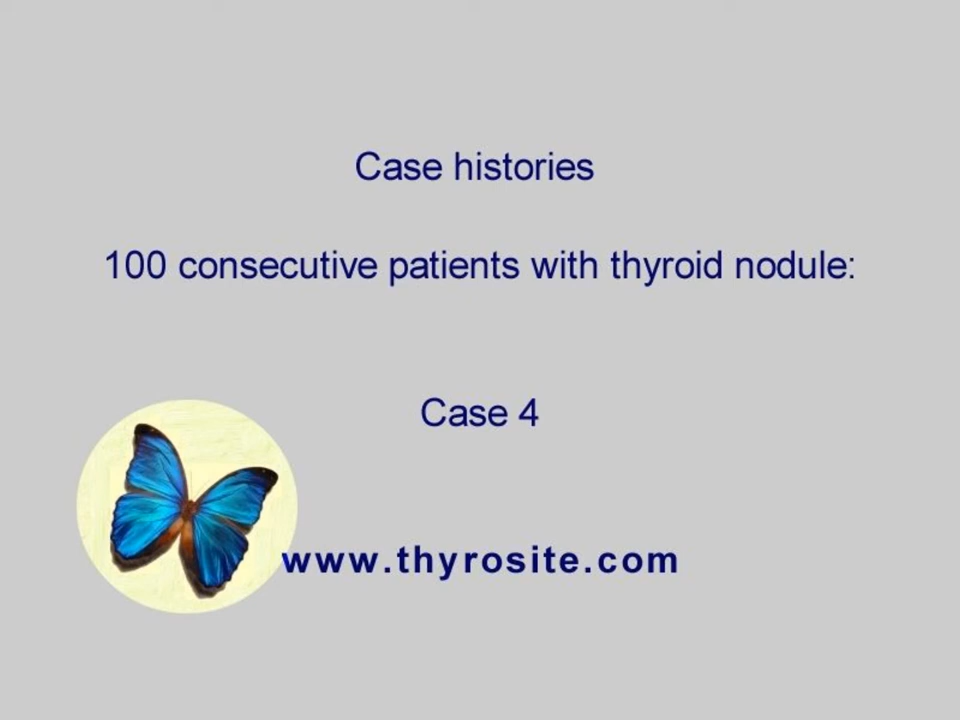 Case histories
100 consecutive patients with thyroid nodule:
Case 4
www.thyrosite.com